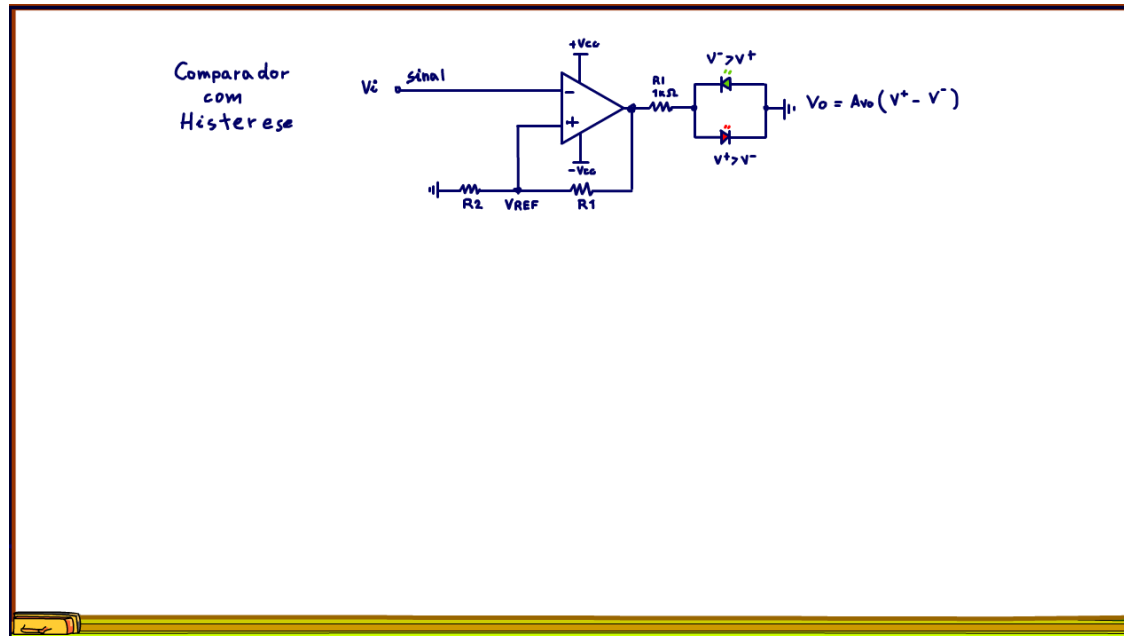 Comparador
com
Histerese
Vi sinal
+Vcc
-
+
-Vcc
R1
1kΩ
V⁻>V⁺
V⁺>V⁻
Vo = Avo (V⁺ - V⁻)
R2
VREF
R1